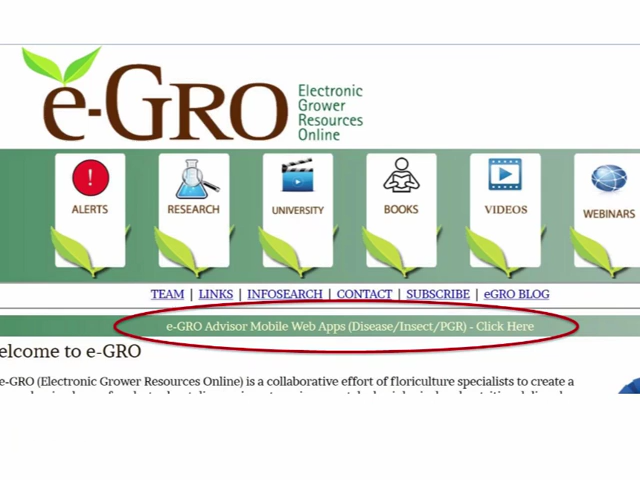 e-GRO
Electronic
Grower
Resources
Online
!
ALERTS
RESEARCH
UNIVERSITY
BOOKS
VIDEOS
WEBINARS
TEAM | LINKS | INFOSEARCH | CONTACT | SUBSCRIBE | eGRO BLOG
e-GRO Advisor Mobile Web Apps (Disease/Insect/PGR) - Click Here
elcome to e-GRO
e-GRO (Electronic Grower Resources Online) is a collaborative effort of floriculture specialists to create a